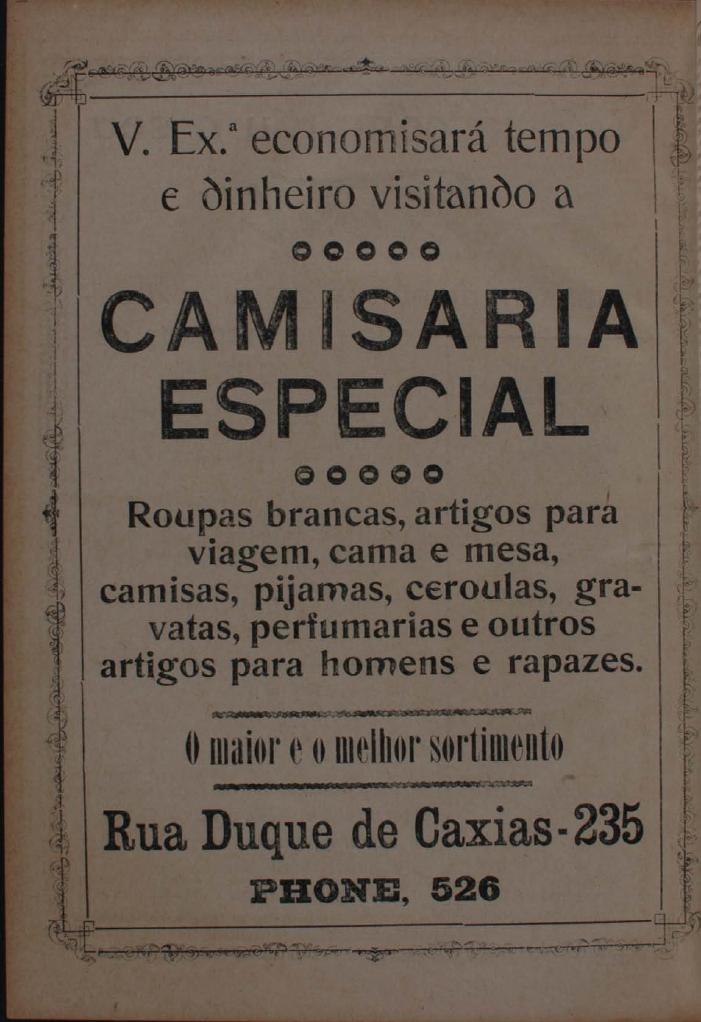 V. Ex.ª economisará tempo
e dinheiro visitando a
CAMISARIA
ESPECIAL
Roupas brancas, artigos para
viagem, cama e mesa,
camisas, pijamas, ceroulas, gra-
vatas, perfumarias e outros
artigos para homens e rapazes.
O maior e o melhor sortimento
Rua Duque de Caxias-235
PHONE, 526